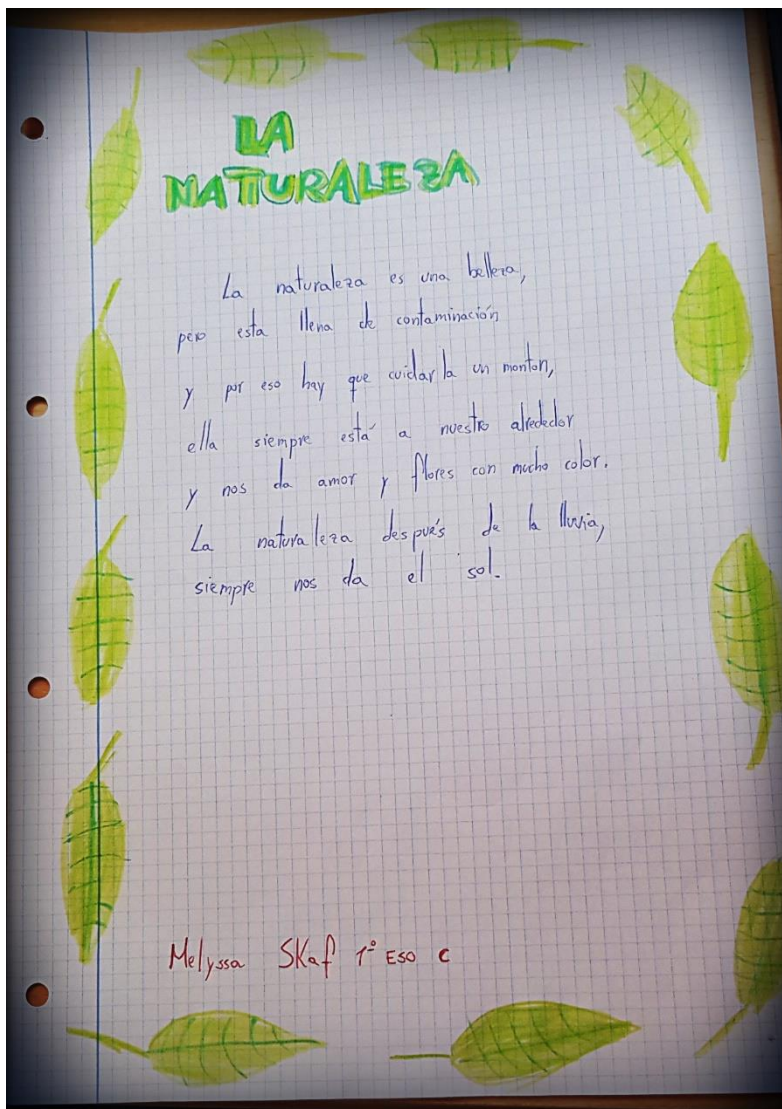 LA
NATURALEZA
La naturaleza es una belleza,
pero esta llena de contaminación
y por eso hay que cuidarla un monton,
ella siempre está a nuestro alrededor
y nos da amor y flores con mucho color.
La naturaleza después de la lluvia,
siempre nos da el sol.
Melyssa SKaf 1º ESO C